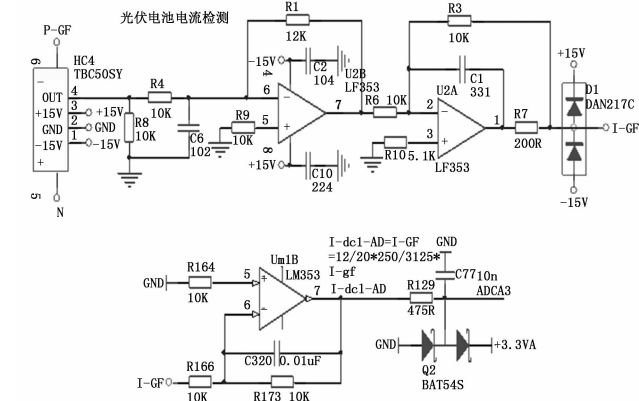 光伏电池电流检测
P-GF
6
HC4
TBC50SY
OUT
+15V
GND
-15V
+
4
3
2
1
+15V
GND
-15V
5
N
R4
10K
R8
10K
C6
102
R1
12K
-15V
4
C2
104
U2B
LF353
6
5
7
R9
10K
8
+15V
C10
224
R6 10K
R3
10K
C1
331
U2A
2
3
1
R10
5.1K
LF353
R7
200R
+15V
D1
DAN217C
I-GF
-15V
GND
R164
10K
5
6
Um1B
LM353
7
I-dc1-AD=I-GF
=12/20*250/3125*
I-gf
I-dc1-AD
GND
C77
10n
R129
475R
ADCA3
GND
+3.3VA
Q2
BAT54S
C320
0.01uF
I-GF
R166
10K
R173 10K